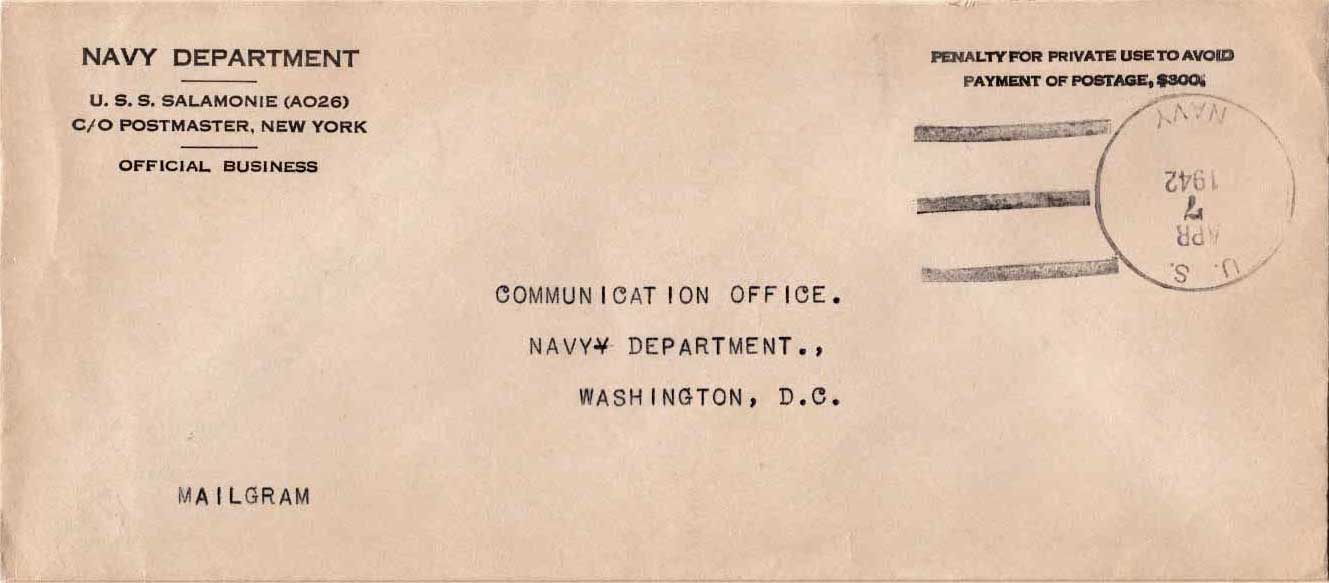 NAVY DEPARTMENT
U. S. S. SALAMONIE (AO26)
C/O POSTMASTER, NEW YORK
OFFICIAL BUSINESS
PENALTY FOR PRIVATE USE TO AVOID
PAYMENT OF POSTAGE, $300.
U. S.
APR
7
1942
NAVY
COMMUNICATION OFFICE.
NAVYY DEPARTMENT.,
WASHINGTON, D.C.
MAILGRAM